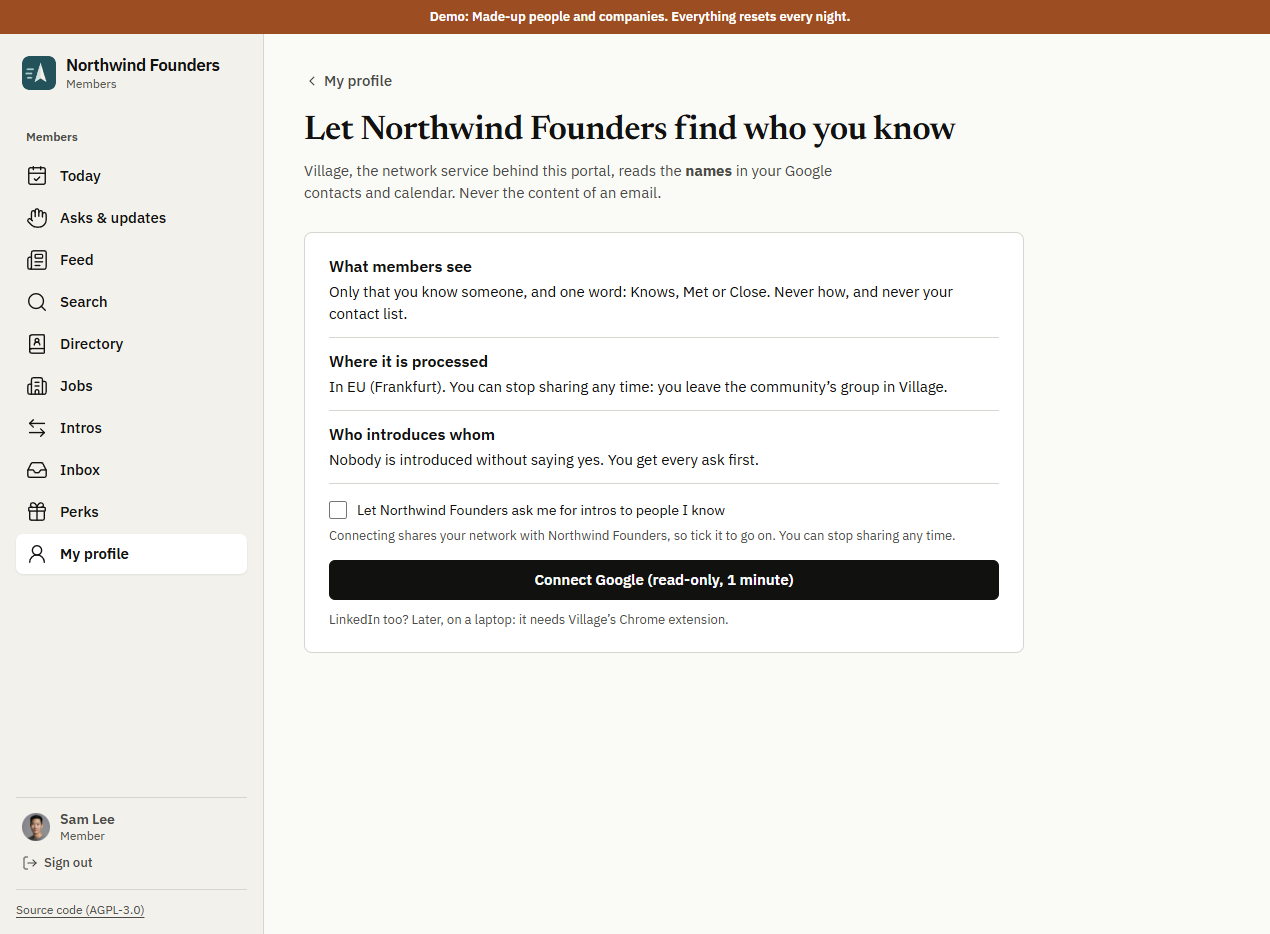 Demo: Made-up people and companies. Everything resets every night.
Northwind Founders
Members
Members
Today
Asks & updates
Feed
Search
Directory
Jobs
Intros
Inbox
Perks
My profile
Sam Lee
Member
Sign out
Source code (AGPL-3.0)
My profile
Let Northwind Founders find who you know
Village, the network service behind this portal, reads the names in your Google
contacts and calendar. Never the content of an email.
What members see
Only that you know someone, and one word: Knows, Met or Close. Never how, and never your
contact list.
Where it is processed
In EU (Frankfurt). You can stop sharing any time: you leave the community’s group in Village.
Who introduces whom
Nobody is introduced without saying yes. You get every ask first.
Let Northwind Founders ask me for intros to people I know
Connecting shares your network with Northwind Founders, so tick it to go on. You can stop sharing any time.
Connect Google (read-only, 1 minute)
LinkedIn too? Later, on a laptop: it needs Village’s Chrome extension.